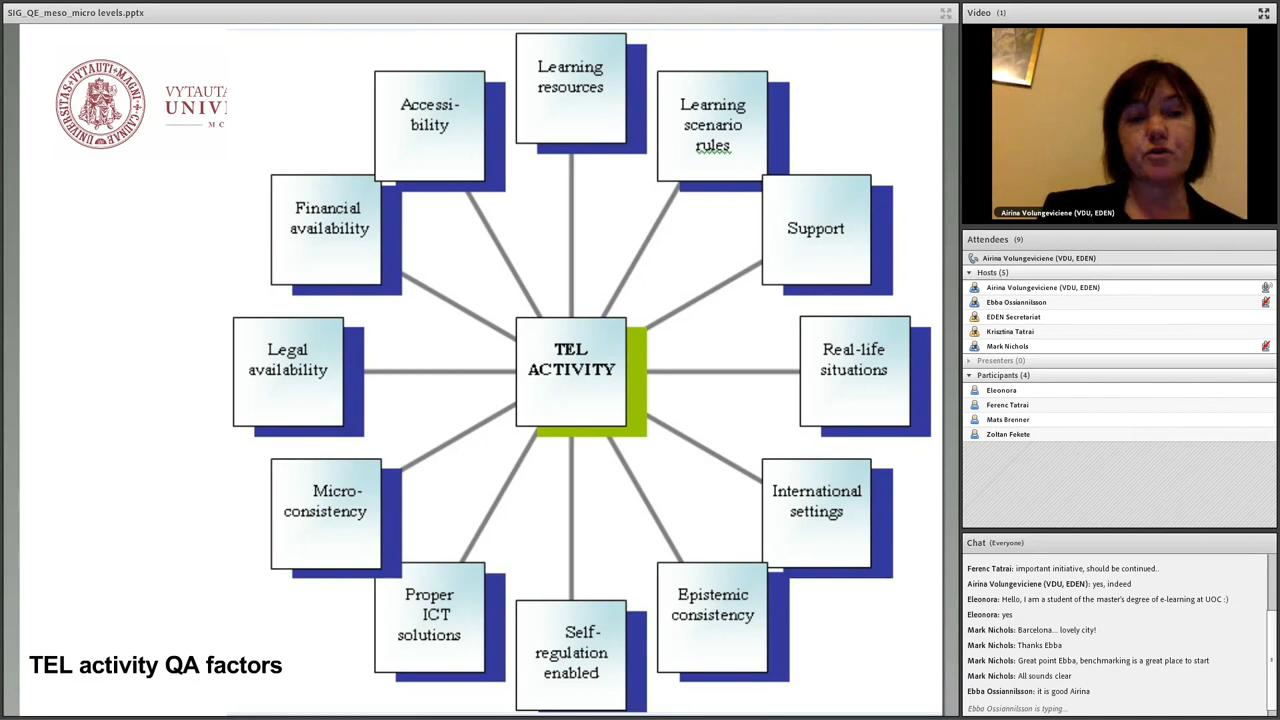 SIG_QE_meso_micro levels.pptx
VYTAUTA
UNIVI
MC
UNIVERSITAS VYTAUTI MAGNI
Learning
resources
Accessi-
bility
Learning
scenario
rules
Financial
availability
Support
Legal
availability
TEL
ACTIVITY
Real-life
situations
Micro-
consistency
International
settings
Proper
ICT
solutions
Epistemic
consistency
Self-
regulation
enabled
TEL activity QA factors
Video (1)
Airina Volungeviciene (VDU, EDEN)
Attendees (9)
Airina Volungeviciene (VDU, EDEN)
Hosts (5)
Airina Volungeviciene (VDU, EDEN)
Ebba Ossiannilsson
EDEN Secretariat
Krisztina Tatrai
Mark Nichols
Presenters (0)
Participants (4)
Eleonora
Ferenc Tatrai
Mats Brenner
Zoltan Fekete
Chat (Everyone)
Ferenc Tatrai: important initiative, should be continued..
Airina Volungeviciene (VDU, EDEN): yes, indeed
Eleonora: Hello, I am a student of the master's degree of e-learning at UOC :)
Eleonora: yes
Mark Nichols: Barcelona... lovely city!
Mark Nichols: Thanks Ebba
Mark Nichols: Great point Ebba, benchmarking is a great place to start
Mark Nichols: All sounds clear
Ebba Ossiannilsson: it is good Airina
Ebba Ossiannilsson is typing...